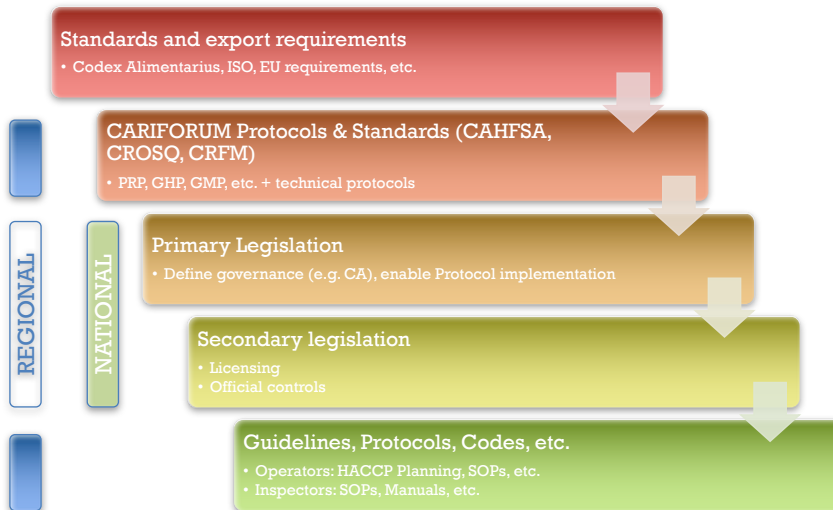 Standards and export requirements
• Codex Alimentarius, ISO, EU requirements, etc.
CARIFORUM Protocols & Standards (CAHFSA,
CROSQ, CRFM)
• PRP, GHP, GMP, etc. + technical protocols
REGIONAL
NATIONAL
Primary Legislation
• Define governance (e.g. CA), enable Protocol implementation
Secondary legislation
• Licensing
• Official controls
Guidelines, Protocols, Codes, etc.
• Operators: HACCP Planning, SOPs, etc.
• Inspectors: SOPs, Manuals, etc.